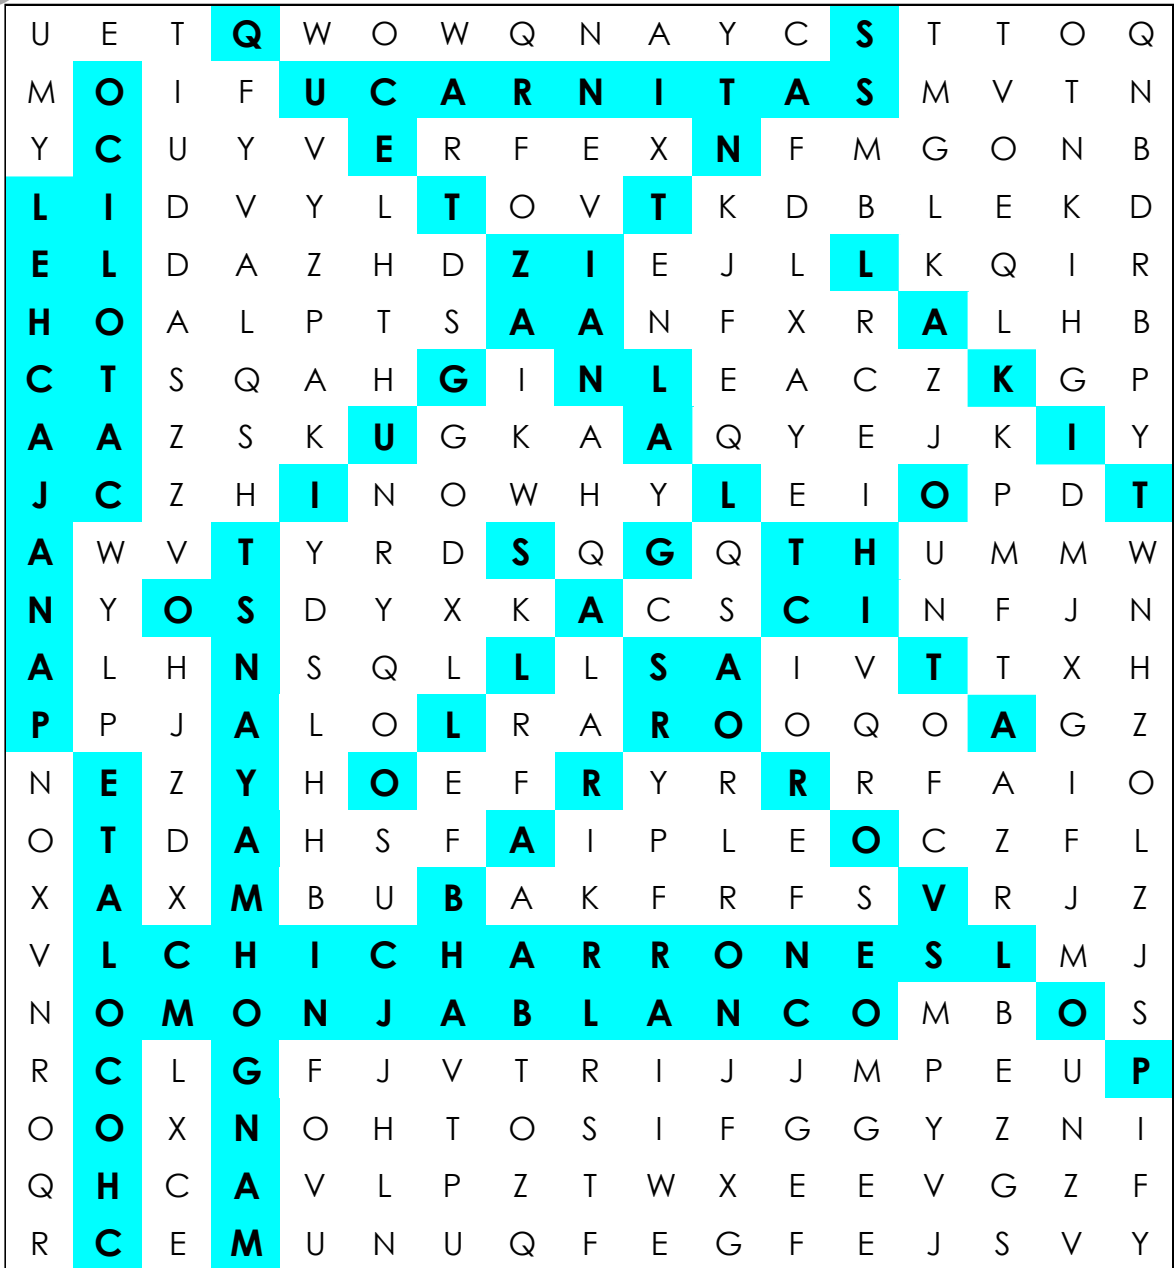 U E T Q W O W Q N A Y C S T T O Q
M O I F U C A R N I T A S M V T N
Y C U Y V E R F E X N F M G O N B
L I D V Y L T O V T K D B L E K D
E L D A Z H D Z I E J L L K Q I R
H O A L P T S A A N F X R A L H B
C T S Q A H G I N L E A C Z K G P
A A Z S K U G K A A Q Y E J K I Y
J C Z H I N O W H Y L E I O P D T
A W V T Y R D S Q G Q T H U M M W
N Y O S D Y X K A C S C I N F J N
A L H N S Q L L L S A I V T T X H
P P J A L O L R A R O O Q O A G Z
N E Z Y H O E F R Y R R R F A I O
O T D A H S F A I P L E O C Z F L
X A X M B U B A K F R F S V R J Z
V L C H I C H A R R O N E S L M J
N O M O N J A B L A N C O M B O S
R C L G F J V T R I J J M P E U P
O O X N O H T O S I F G G Y Z N I
Q H C A V L P Z T W X E E V G Z F
R C E M U N U Q F E G F E J S V Y